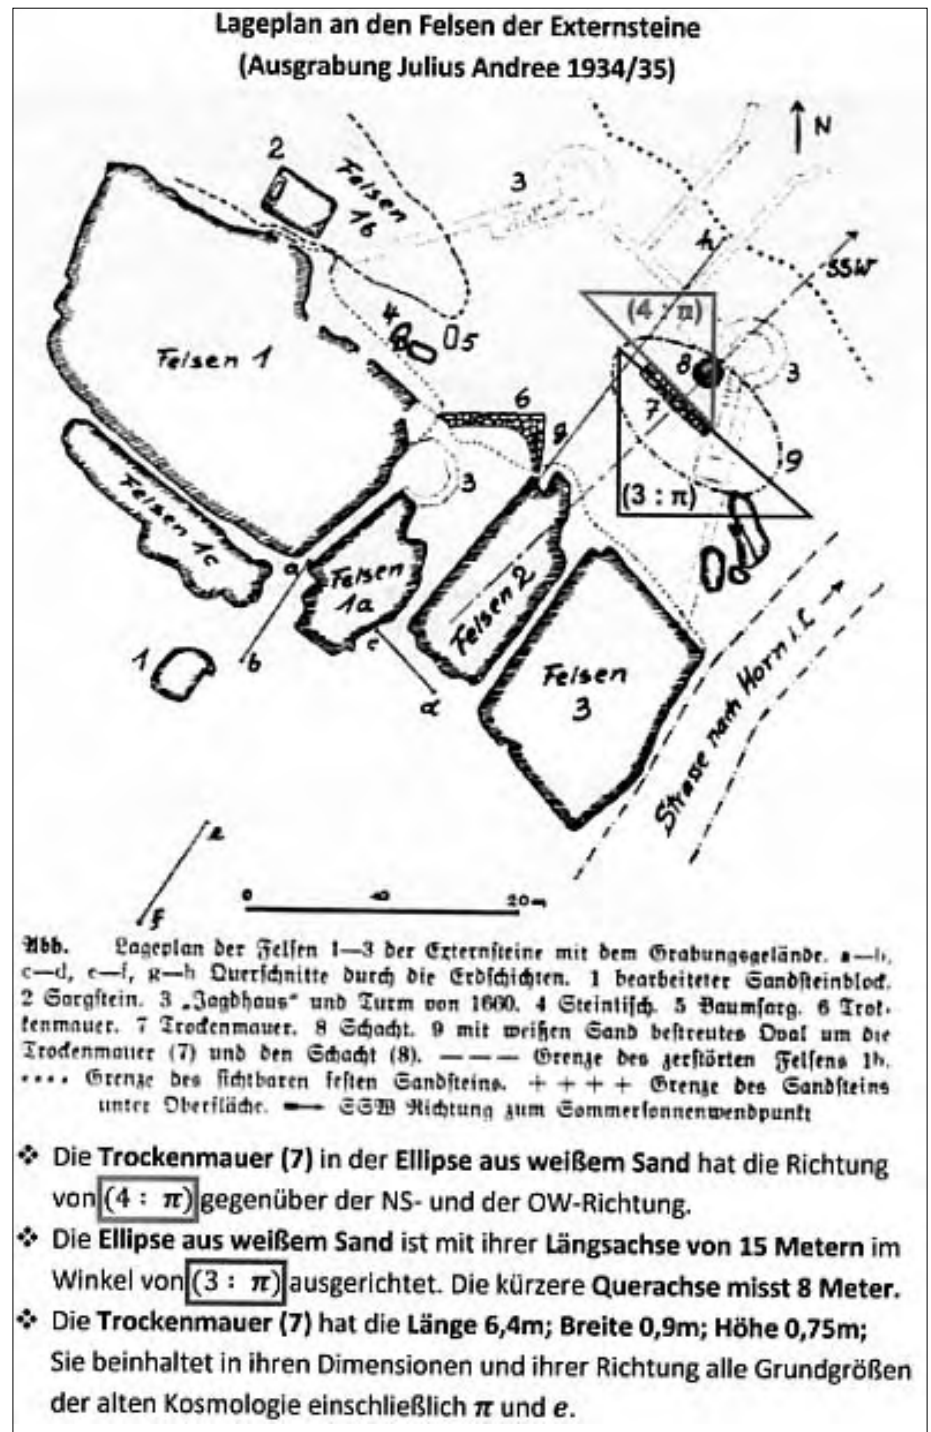 Lageplan an den Felsen der Externsteine
(Ausgrabung Julius Andree 1934/35)
N
2
Felsen
1b
3
h
SSW
4
5
(4 : π)
8
3
Felsen 1
6
7
g
9
3
(3 : π)
Felsen 1c
a
Felsen
1a
Felsen 2
c
1
b
d
Felsen
3
Strasse nach Horn i.L
e
f
0
10
20m
Abb. Lageplan der Felsen 1—3 der Externsteine mit dem Grabungsgelände. a—b,
c—d, e—f, g—h Querschnitte durch die Erdschichten. 1 bearbeiteter Sandsteinblock.
2 Sargstein. 3 „Jagdhaus“ und Turm von 1660. 4 Steintisch. 5 Baumsarg. 6 Trok-
kenmauer. 7 Trockenmauer. 8 Schacht. 9 mit weißen Sand bestreutes Oval um die
Trockenmauer (7) und den Schacht (8). — — — Grenze des zerstörten Felsens 1b.
•••• Grenze des sichtbaren festen Sandsteins. + + + + Grenze des Sandsteins
unter Oberfläche. SSW Richtung zum Sommersonnenwendpunkt
❖ Die Trockenmauer (7) in der Ellipse aus weißem Sand hat die Richtung
von (4 : π) gegenüber der NS- und der OW-Richtung.
❖ Die Ellipse aus weißem Sand ist mit ihrer Längsachse von 15 Metern im
Winkel von (3 : π) ausgerichtet. Die kürzere Querachse misst 8 Meter.
❖ Die Trockenmauer (7) hat die Länge 6,4m; Breite 0,9m; Höhe 0,75m;
Sie beinhaltet in ihren Dimensionen und ihrer Richtung alle Grundgrößen
der alten Kosmologie einschließlich π und e.